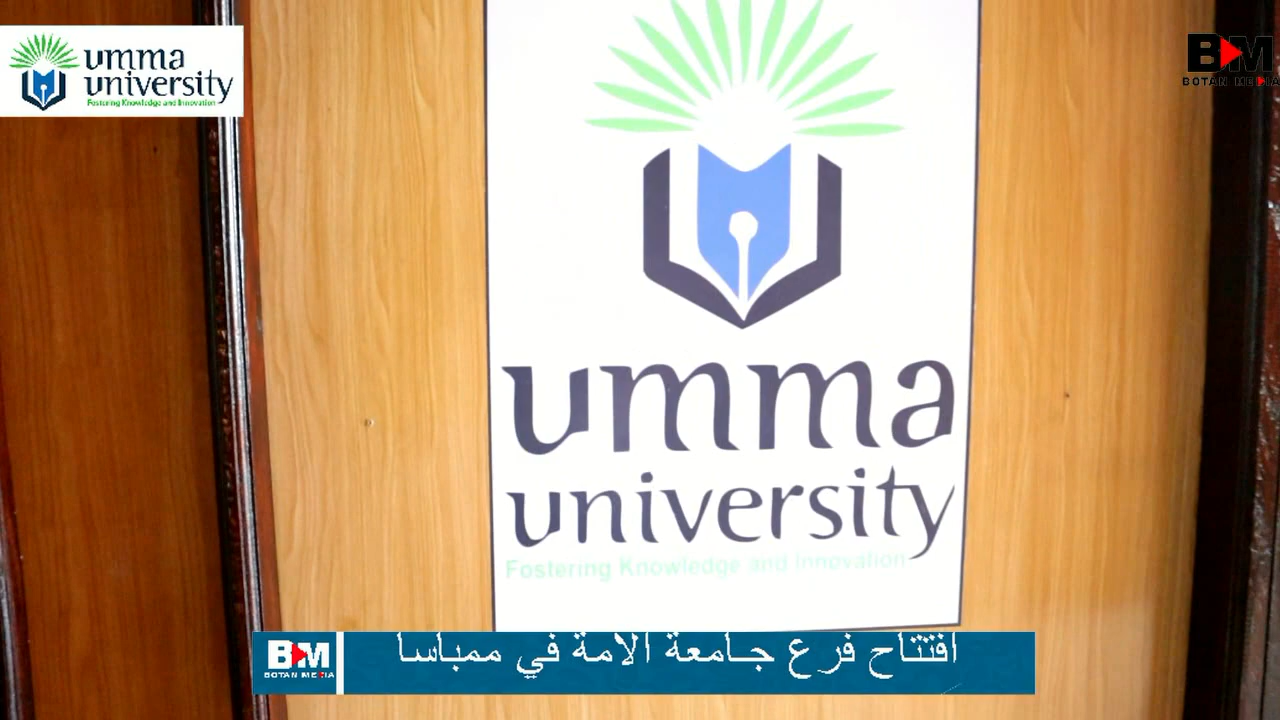 umma
university
Fostering Knowledge and Innovation
BM
BOTAN MEDIA
umma
university
Fostering Knowledge and Innovation
BM
BOTAN MEDIA
افتتاح فرع جامعة الامة في ممباسا